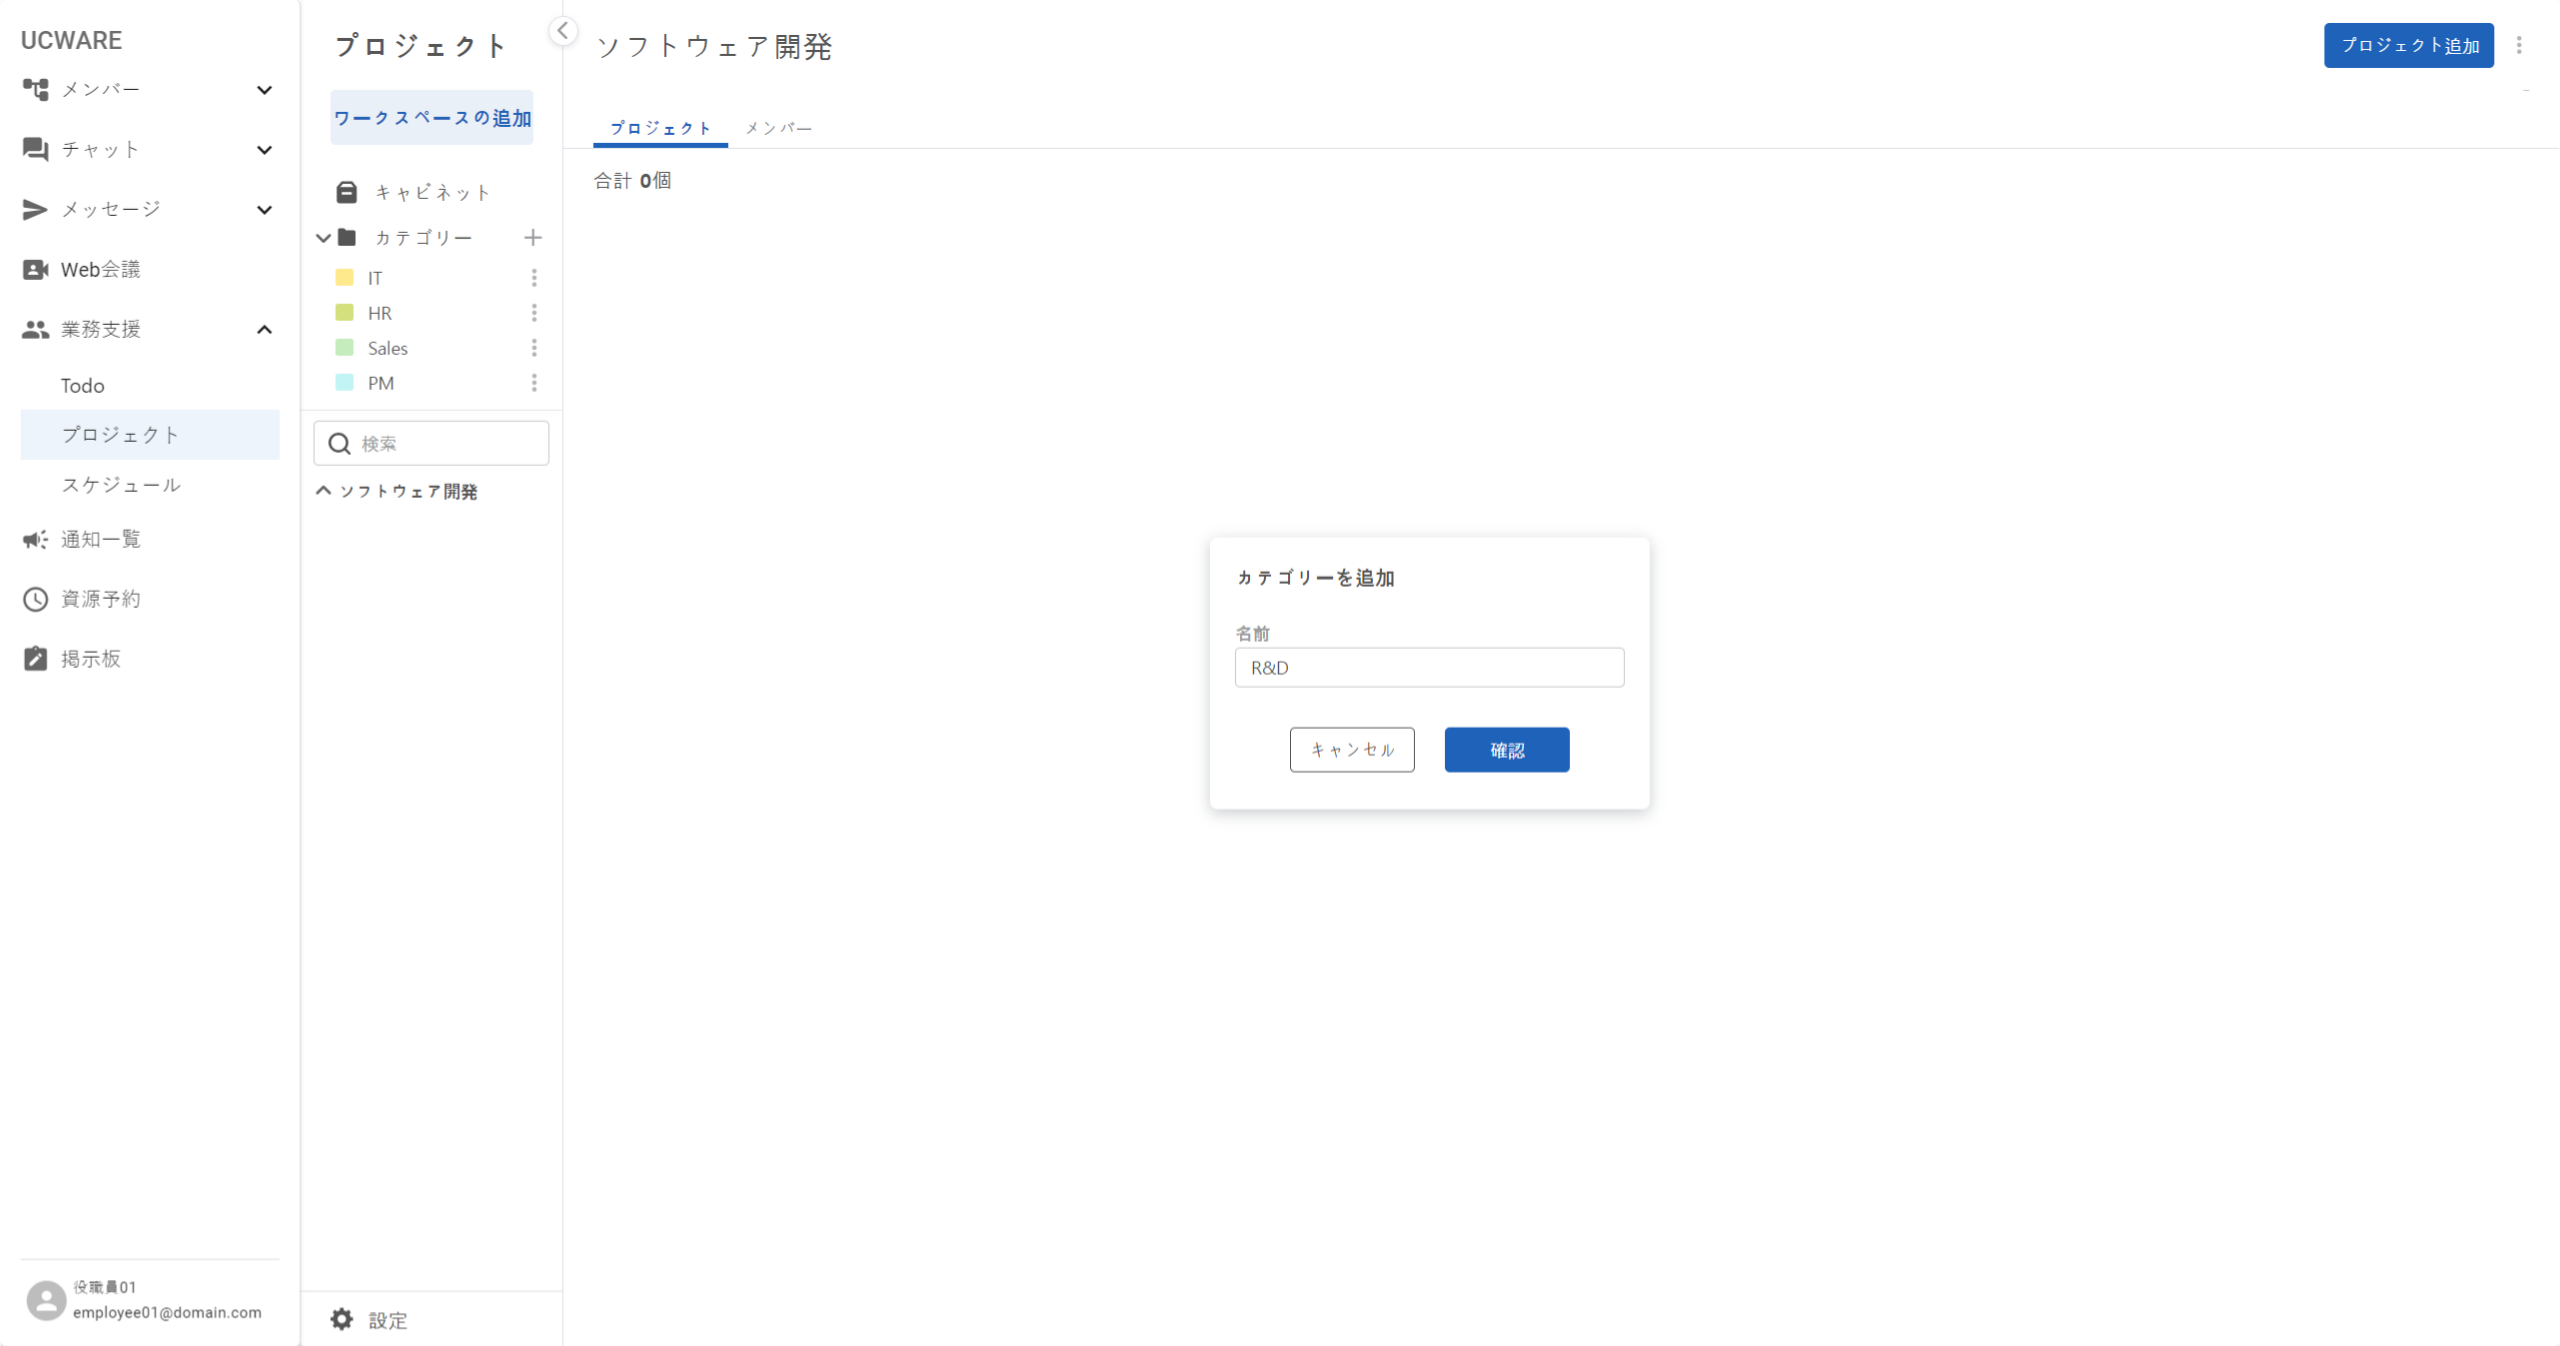 UCWARE
メンバー
チャット
メッセージ
Web会議
業務支援
Todo
プロジェクト
スケジュール
通知一覧
資源予約
掲示板
役職員01
employee01@domain.com
プロジェクト
ワークスペースの追加
キャビネット
カテゴリー
IT
HR
Sales
PM
検索
ソフトウェア開発
設定
ソフトウェア開発
プロジェクト追加
プロジェクト メンバー
合計 0個
カテゴリーを追加
名前
R&D
キャンセル 確認